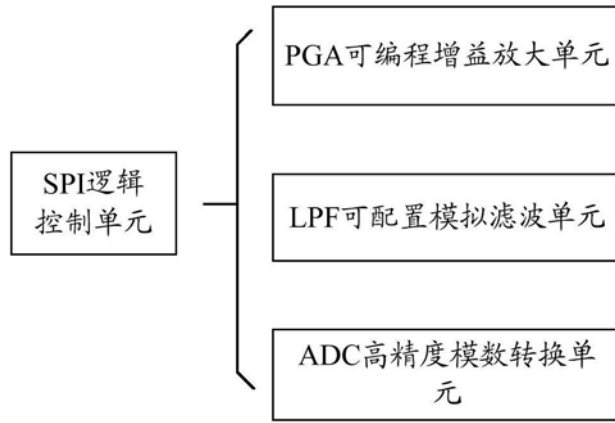 PGA可编程增益放大单元
SPI逻辑
控制单元
LPF可配置模拟滤波单元
ADC高精度模数转换单
元